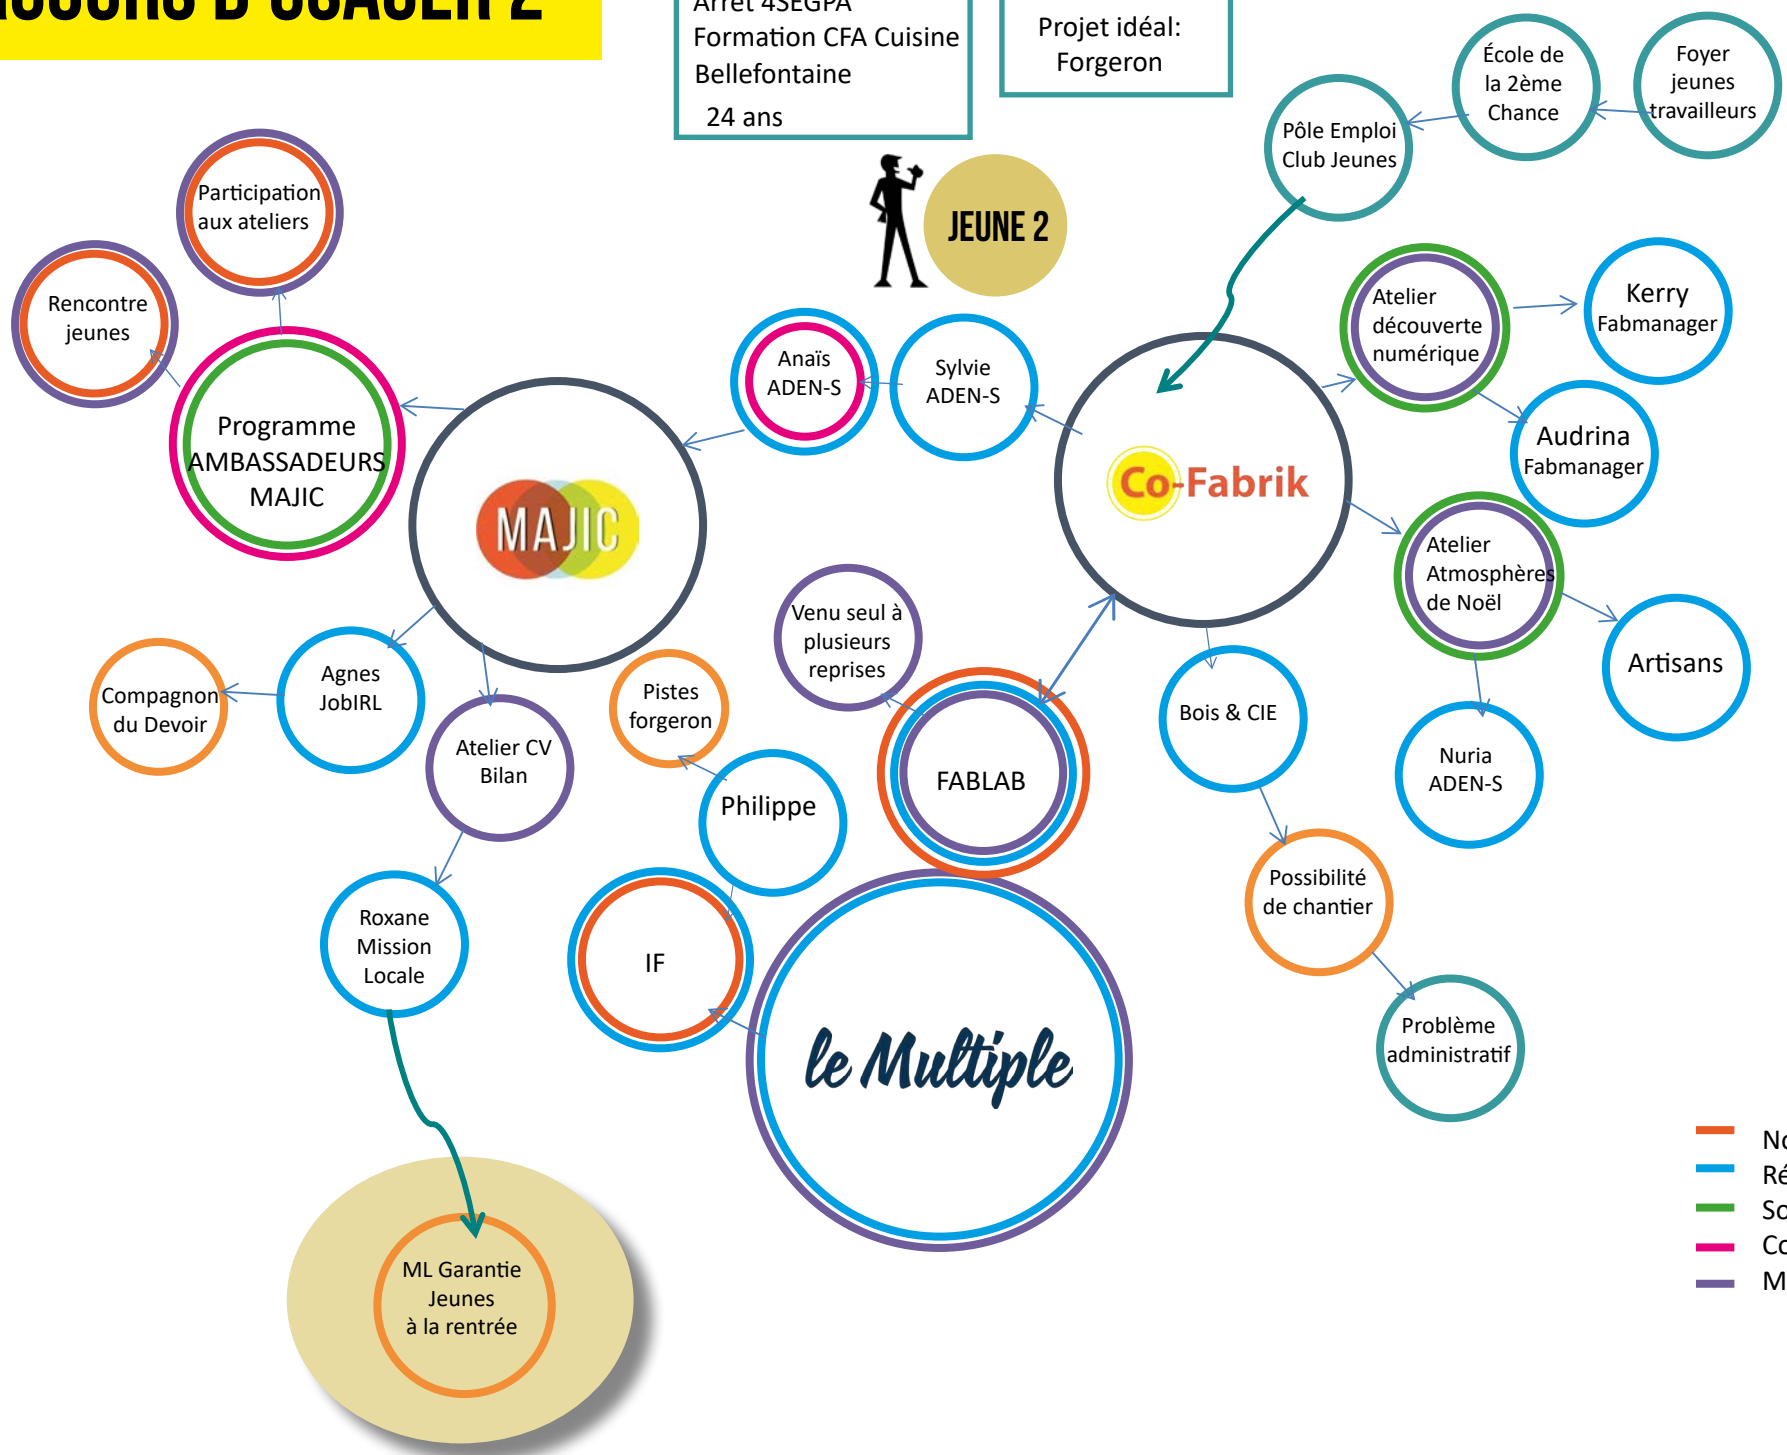 D'USAGER 2
Arrêt 4SEGPA
Formation CFA Cuisine
Bellefontaine
24 ans
Projet idéal:
Forgeron
École de
la 2ème
Chance
Foyer
jeunes
travailleurs
Pôle Emploi
Club Jeunes
JEUNE 2
Participation
aux ateliers
Rencontre
jeunes
Programme
AMBASSADEURS
MAJIC
Anaïs
ADEN-S
Sylvie
ADEN-S
Atelier
découverte
numérique
Kerry
Fabmanager
Audrina
Fabmanager
MAJIC
Co-Fabrik
Atelier
Atmosphères
de Noël
Artisans
Nuria
ADEN-S
Venu seul à
plusieurs
reprises
Bois & CIE
Agnes
JobIRL
Compagnon
du Devoir
Pistes
forgeron
Atelier CV
Bilan
Philippe
FABLAB
Possibilité
de chantier
Roxane
Mission
Locale
IF
le Multiple
Problème
administratif
ML Garantie
Jeunes
à la rentrée